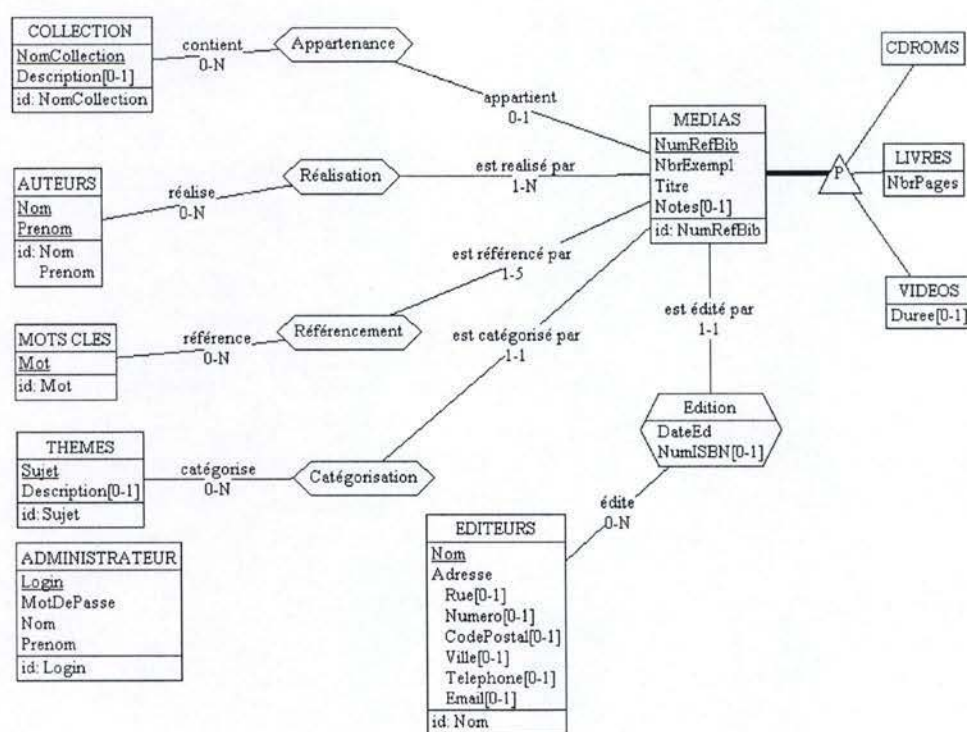 COLLECTION
NomCollection
Description[0-1]
id: NomCollection
contient
0-N
Appartenance
appartient
0-1
AUTEURS
Nom
Prenom
id: Nom
Prenom
réalise
0-N
Réalisation
est realisé par
1-N
MOTS CLES
Mot
id: Mot
référence
0-N
Référencement
est référencé par
1-5
THEMES
Sujet
Description[0-1]
id: Sujet
catégorise
0-N
Catégorisation
est catégorisé par
1-1
ADMINISTRATEUR
Login
MotDePasse
Nom
Prenom
id: Login
MEDIAS
NumRefBib
NbrExempl
Titre
Notes[0-1]
id: NumRefBib
P
CDROMS
LIVRES
NbrPages
VIDEOS
Duree[0-1]
est édité par
1-1
Edition
DateEd
NumISBN[0-1]
édite
0-N
EDITEURS
Nom
Adresse
Rue[0-1]
Numero[0-1]
CodePostal[0-1]
Ville[0-1]
Telephone[0-1]
Email[0-1]
id: Nom